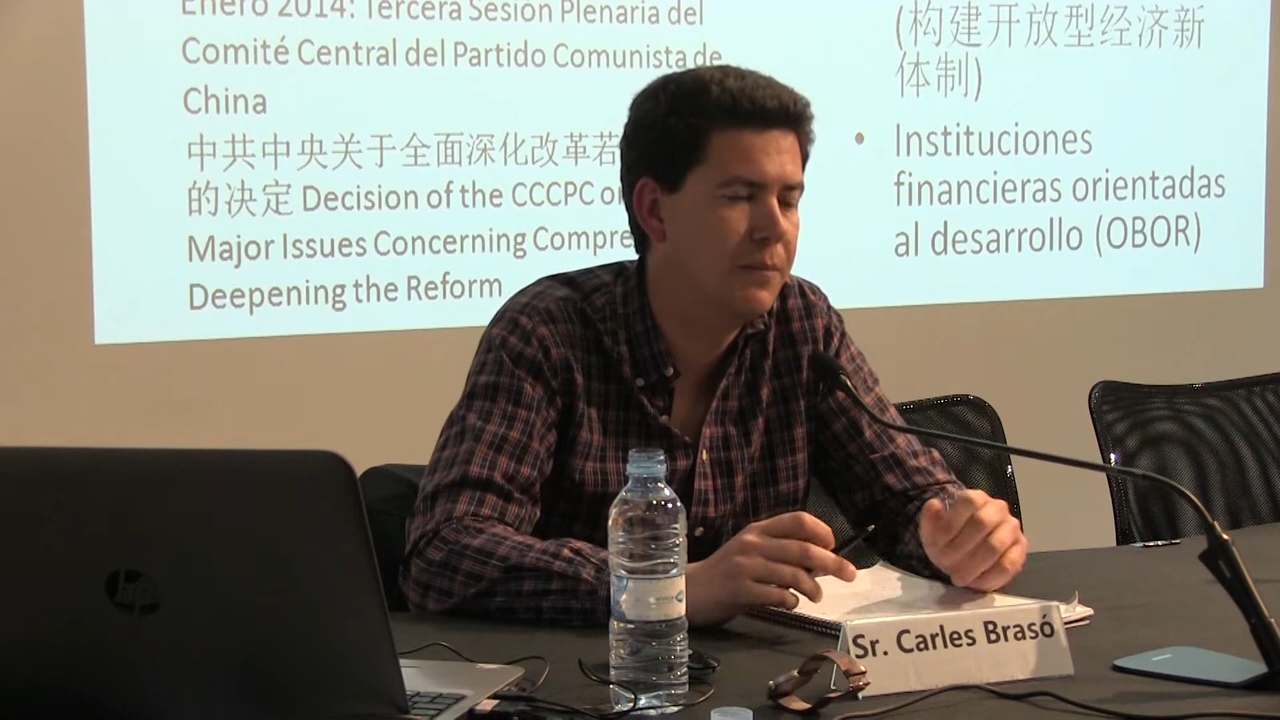 Enero 2014: Tercera Sesión Plenaria del
Comité Central del Partido Comunista de
China
中共中央关于全面深化改革若
的决定 Decision of the CCCPC
Major Issues Concerning
Deepening the Reform
(构建开放型经济新
体制)
• Instituciones
financieras orientadas
al desarrollo (OBOR)
hp
Sr. Carles Brasó